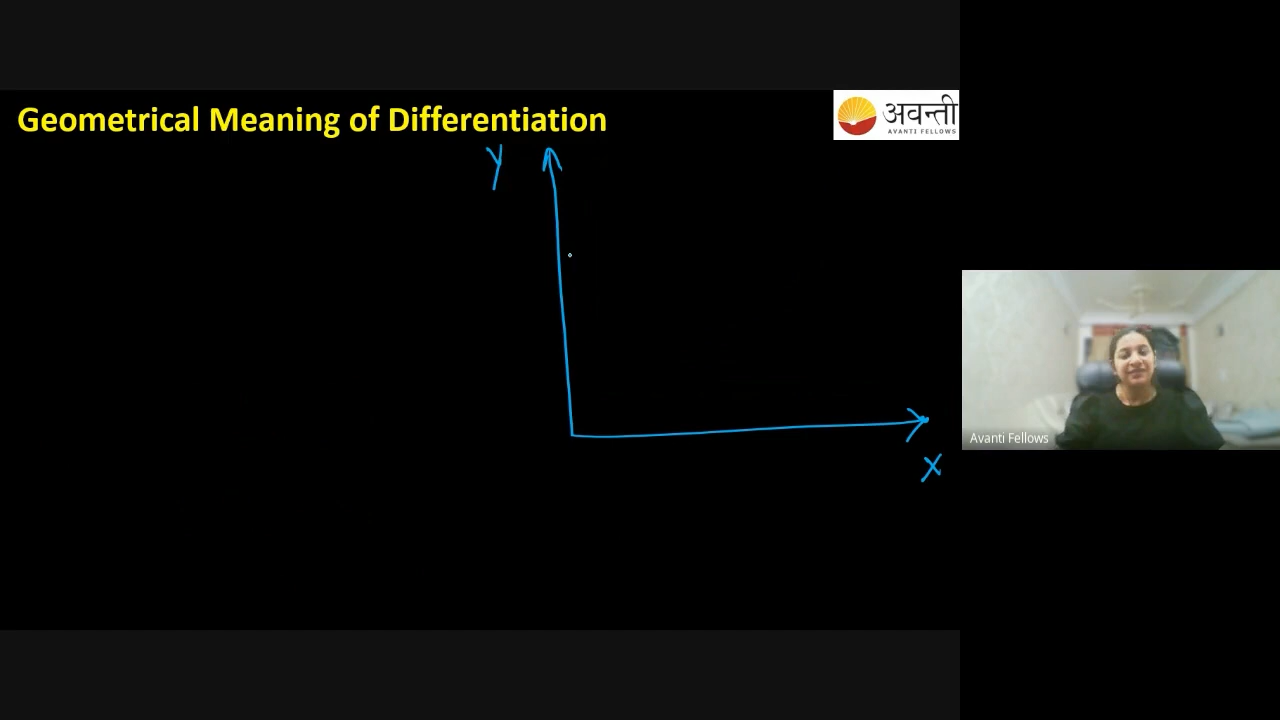 Geometrical Meaning of Differentiation
अवन्ती
AVANTI FELLOWS
y
x
Avanti Fellows